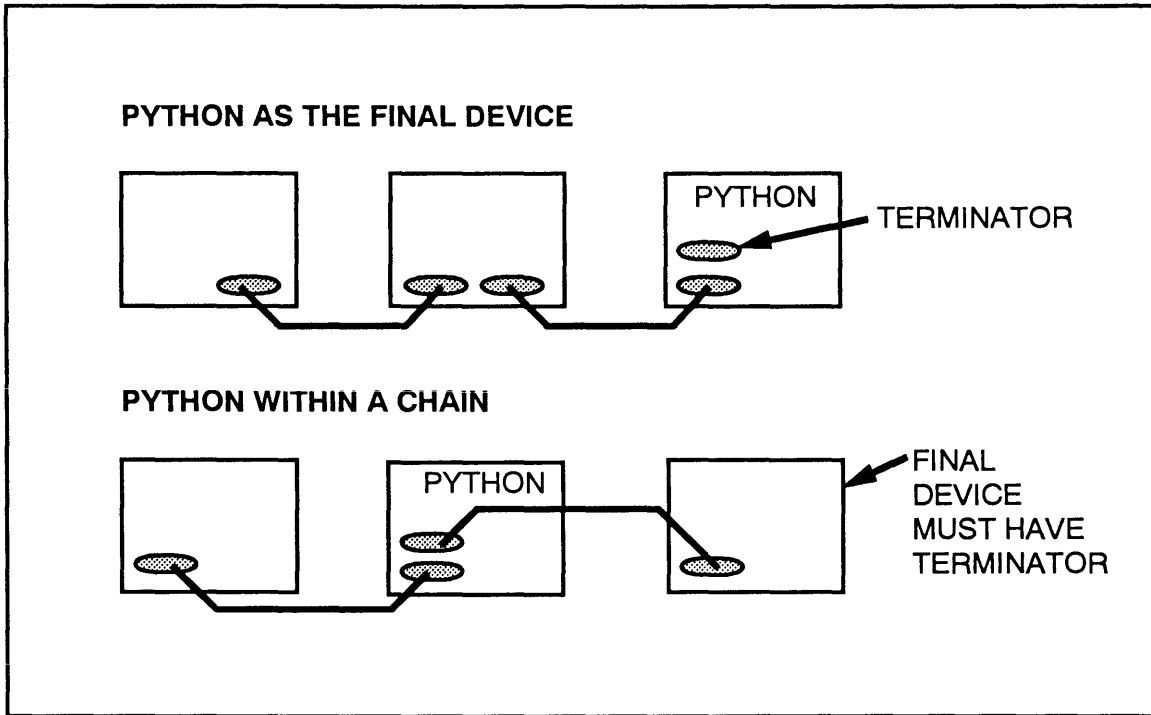 PYTHON AS THE FINAL DEVICE
PYTHON
TERMINATOR
PYTHON WITHIN A CHAIN
PYTHON
FINAL
DEVICE
MUST HAVE
TERMINATOR